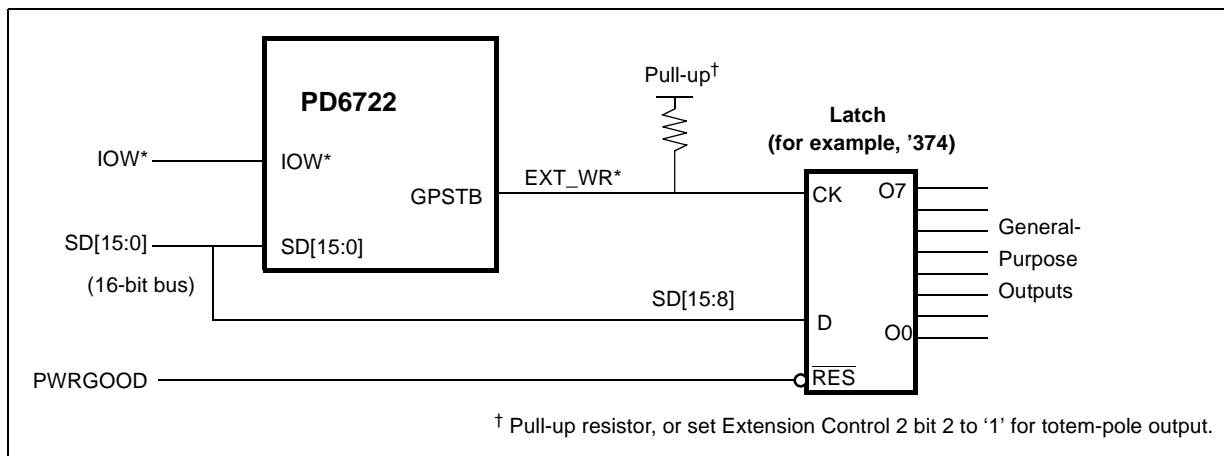 PD6722
Pull-up†
Latch
(for example, '374)
IOW*
IOW*
EXT_WR*
GPSTB
CK
O7
SD[15:0]
SD[15:0]
(16-bit bus)
General-
Purpose
Outputs
SD[15:8]
D
O0
PWRGOOD
RES
† Pull-up resistor, or set Extension Control 2 bit 2 to ‘1’ for totem-pole output.